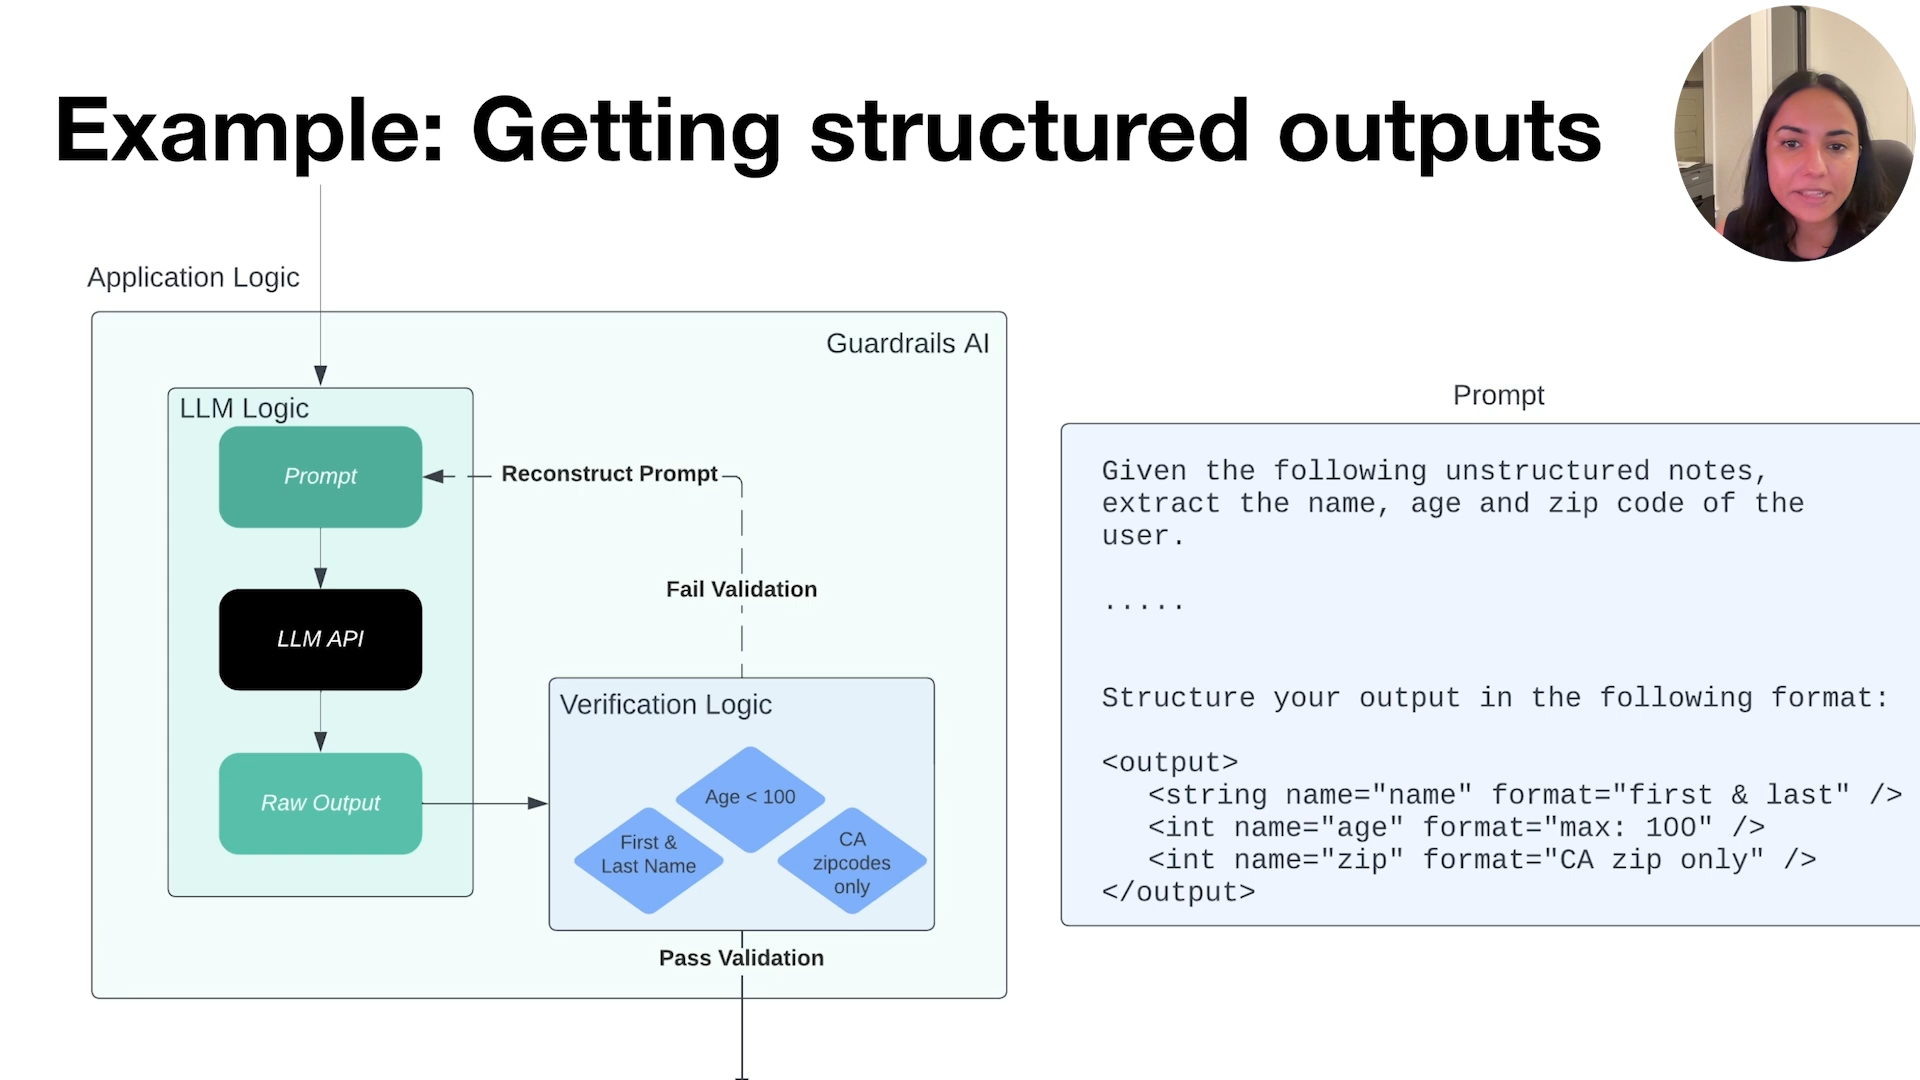 Example: Getting structured outputs
Application Logic
Guardrails AI
LLM Logic
Prompt
Reconstruct Prompt
LLM API
Fail Validation
Raw Output
Verification Logic
Age < 100
First &
Last Name
CA
zipcodes
only
Pass Validation
Prompt
Given the following unstructured notes,
extract the name, age and zip code of the
user.
.....
Structure your output in the following format:
<output>
<string name="name" format="first & last" />
<int name="age" format="max: 100" />
<int name="zip" format="CA zip only" />
</output>